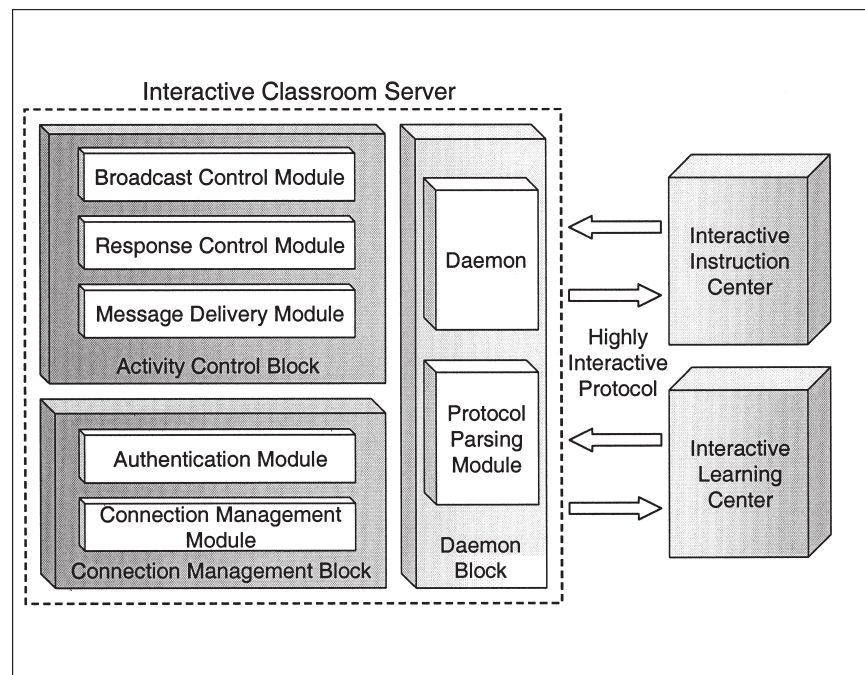 Interactive Classroom Server
Broadcast Control Module
Response Control Module
Message Delivery Module
Activity Control Block
Authentication Module
Connection Management
Module
Connection Management Block
Daemon
Protocol
Parsing
Module
Daemon
Block
Highly
Interactive
Protocol
Interactive
Instruction
Center
Interactive
Learning
Center